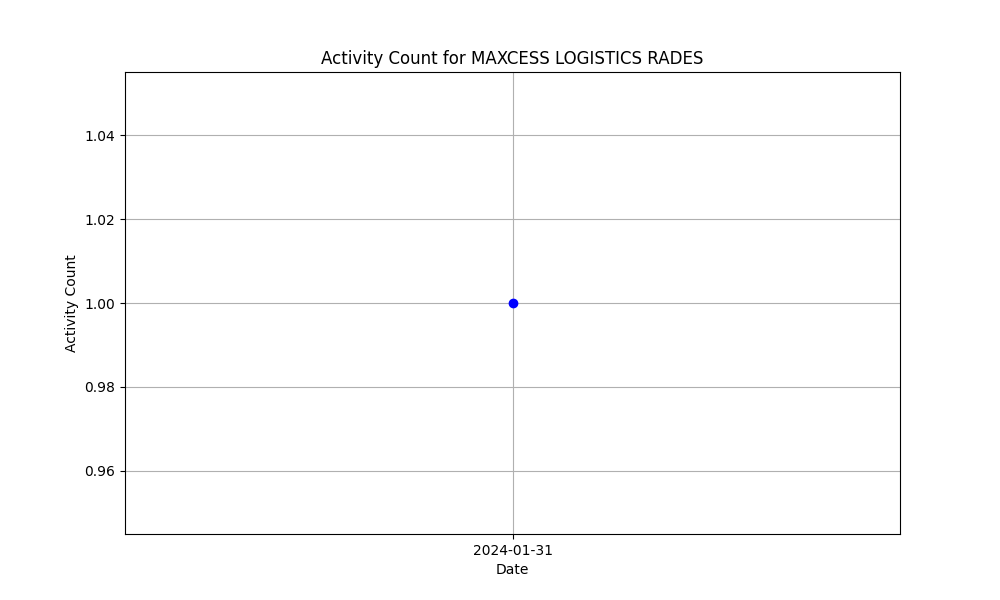 Activity Count for MAXCESS LOGISTICS RADES
1.04
1.02
1.00
0.98
0.96
Activity Count
2024-01-31
Date